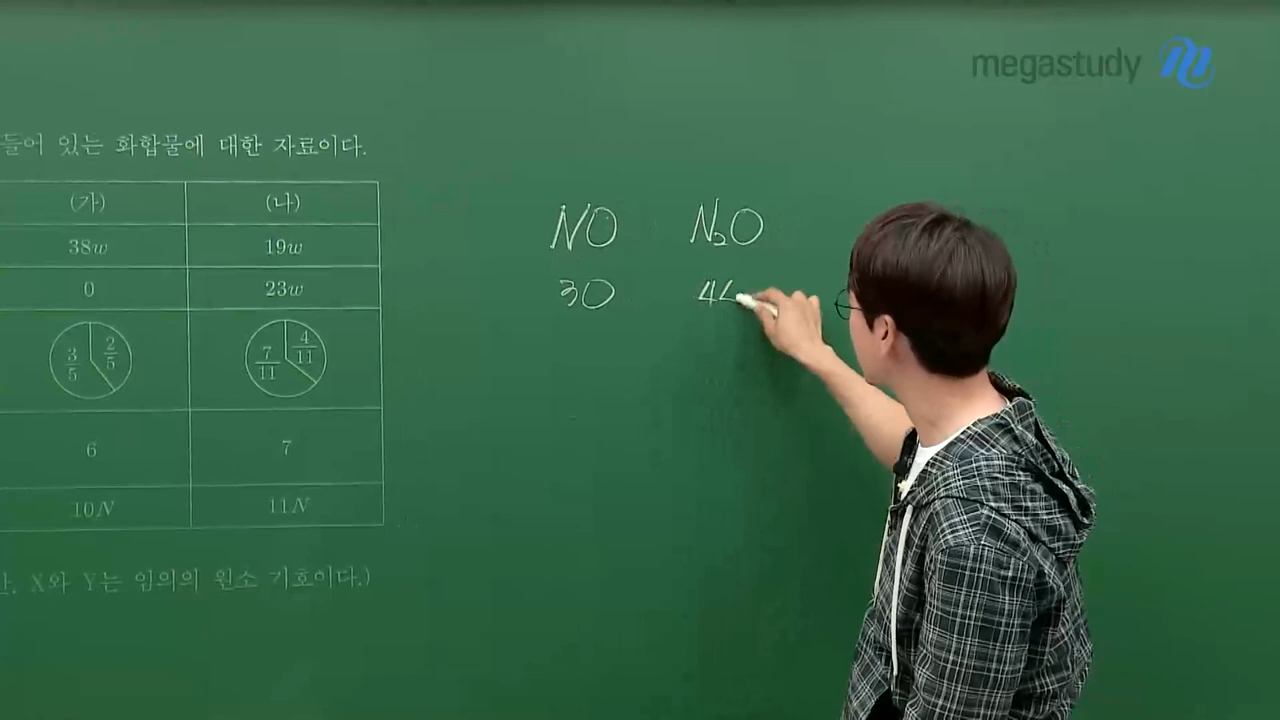 megastudy
들어 있는 화합물에 대한 자료이다.
(가) (나)
38w 19w
0 23w
3/5 2/5 7/11 4/11
6 7
10N 11N
X와 Y는 임의의 원소 기호이다.)
NO N₂O
30 44